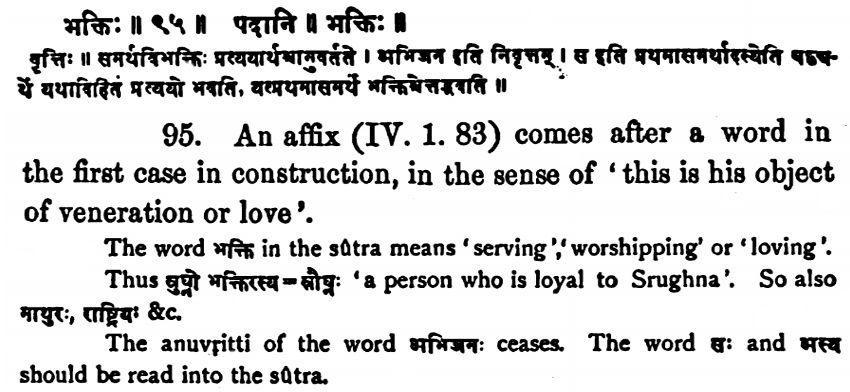 भक्तिः ॥ ९५ ॥ पदानि ॥ भक्तिः ॥
वृत्तिः ॥ समर्थविभक्तिः प्रत्ययार्थश्चानुवर्तते । अभिजन इति निवृत्तम् । स इति प्रथमासमर्थादस्येति षष्ठ्य-
र्थे यथाविहितं प्रत्ययो भवति, यत्प्रथमासमर्थं भक्तिश्चेत्तद्भवति ॥
95. An affix (IV. 1. 83) comes after a word in
the first case in construction, in the sense of ‘this is his object
of veneration or love’.
The word भक्ति in the sûtra means ‘serving’,‘worshipping’ or ‘loving’.
Thus स्रुघ्नो भक्तिरस्य=स्रौघ्नः ‘a person who is loyal to Srughna’. So also
माथुरः, राष्ट्रियः &c.
The anuvṛitti of the word अभिजनः ceases. The word सः and अस्य
should be read into the sûtra.